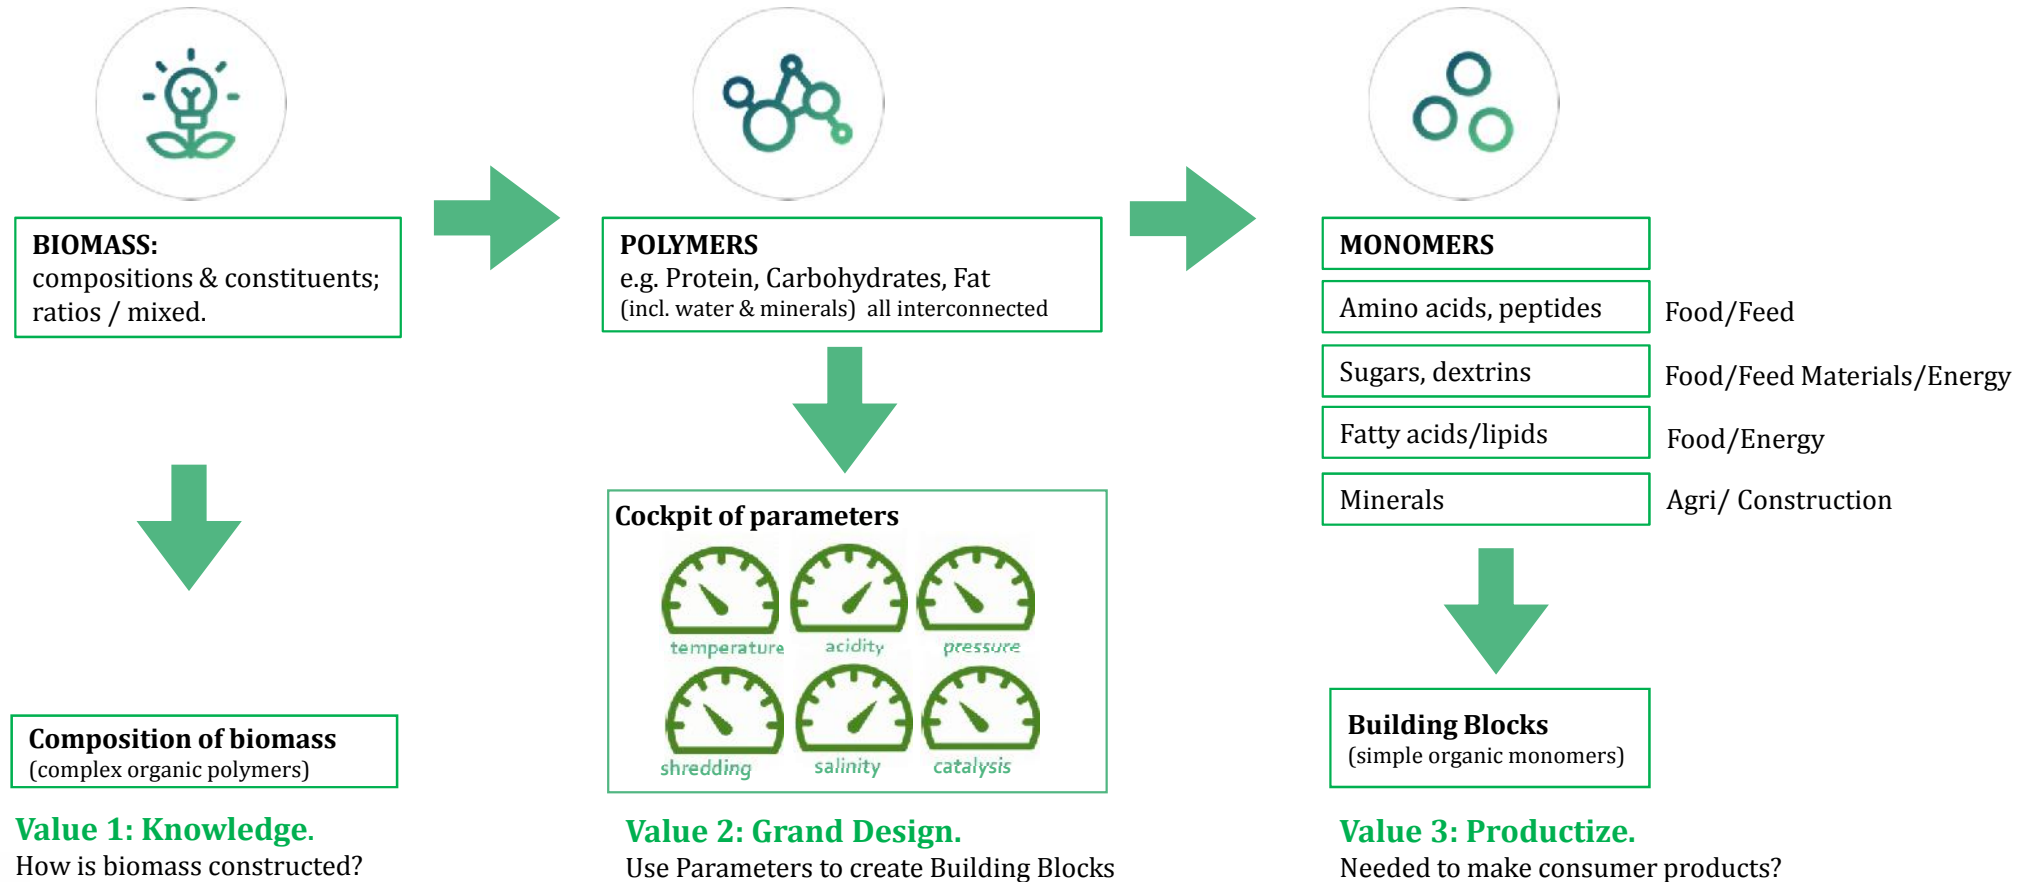 BIOMASS:
compositions & constituents;
ratios / mixed.
Composition of biomass
(complex organic polymers)
Value 1: Knowledge.
How is biomass constructed?
POLYMERS
e.g. Protein, Carbohydrates, Fat
(incl. water & minerals) all interconnected
Cockpit of parameters
temperature acidity pressure
shredding salinity catalysis
Value 2: Grand Design.
Use Parameters to create Building Blocks
MONOMERS
Amino acids, peptides Food/Feed
Sugars, dextrins Food/Feed Materials/Energy
Fatty acids/lipids Food/Energy
Minerals Agri/ Construction
Building Blocks
(simple organic monomers)
Value 3: Productize.
Needed to make consumer products?